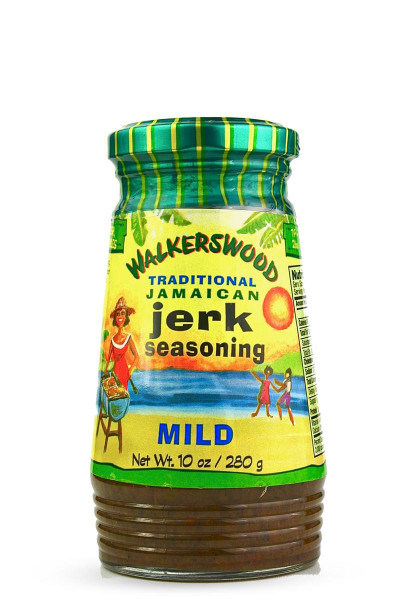 WALKERSWOOD
TRADITIONAL
JAMAICAN
jerk
seasoning
MILD
Net Wt. 10 oz / 280 g